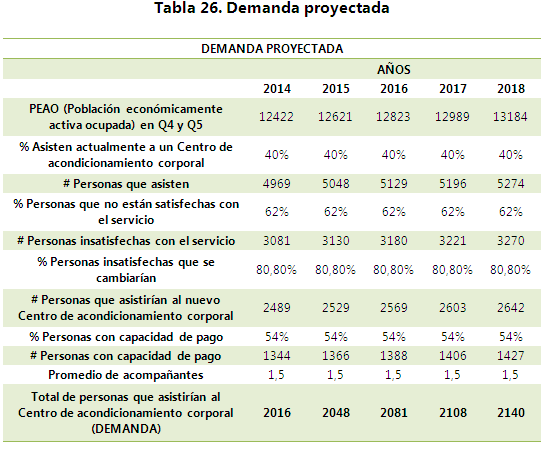 Tabla 26. Demanda proyectada
DEMANDA PROYECTADA
AÑOS
2014 2015 2016 2017 2018
PEAO (Población económicamente
activa ocupada) en Q4 y Q5 12422 12621 12823 12989 13184
% Asisten actualmente a un Centro de
acondicionamiento corporal 40% 40% 40% 40% 40%
# Personas que asisten 4969 5048 5129 5196 5274
% Personas que no están satisfechas con
el servicio 62% 62% 62% 62% 62%
# Personas insatisfechas con el servicio 3081 3130 3180 3221 3270
% Personas insatisfechas que se
cambiarían 80,80% 80,80% 80,80% 80,80% 80,80%
# Personas que asistirían al nuevo
Centro de acondicionamiento corporal 2489 2529 2569 2603 2642
% Personas con capacidad de pago 54% 54% 54% 54% 54%
# Personas con capacidad de pago 1344 1366 1388 1406 1427
Promedio de acompañantes 1,5 1,5 1,5 1,5 1,5
Total de personas que asistirían al
Centro de acondicionamiento corporal 2016 2048 2081 2108 2140
(DEMANDA)